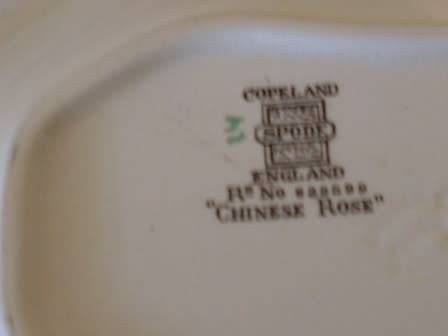 COPELAND
SPODE
ENGLAND
Rᴰ No
"CHINESE ROSE"